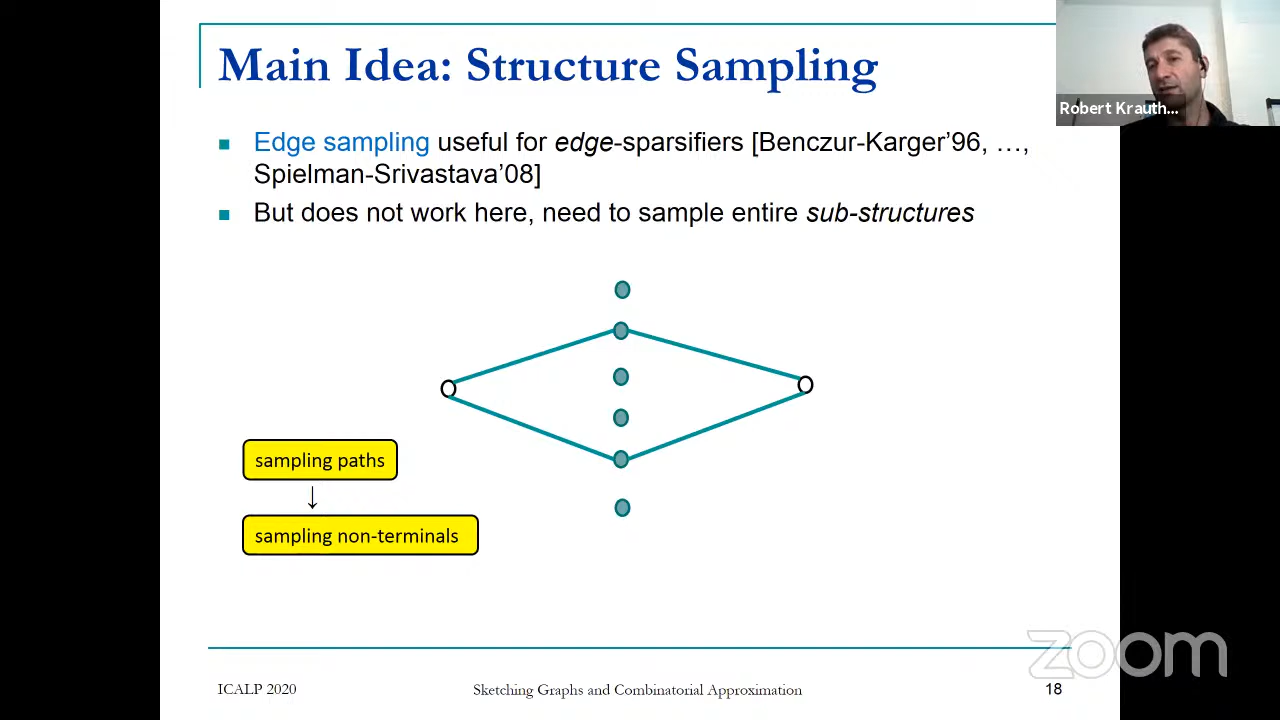 Main Idea: Structure Sampling
Robert Krauth...
▪ Edge sampling useful for edge-sparsifiers [Benczur-Karger’96, …,
Spielman-Srivastava’08]
▪ But does not work here, need to sample entire sub-structures
sampling paths
↓
sampling non-terminals
zoom
ICALP 2020
Sketching Graphs and Combinatorial Approximation
18